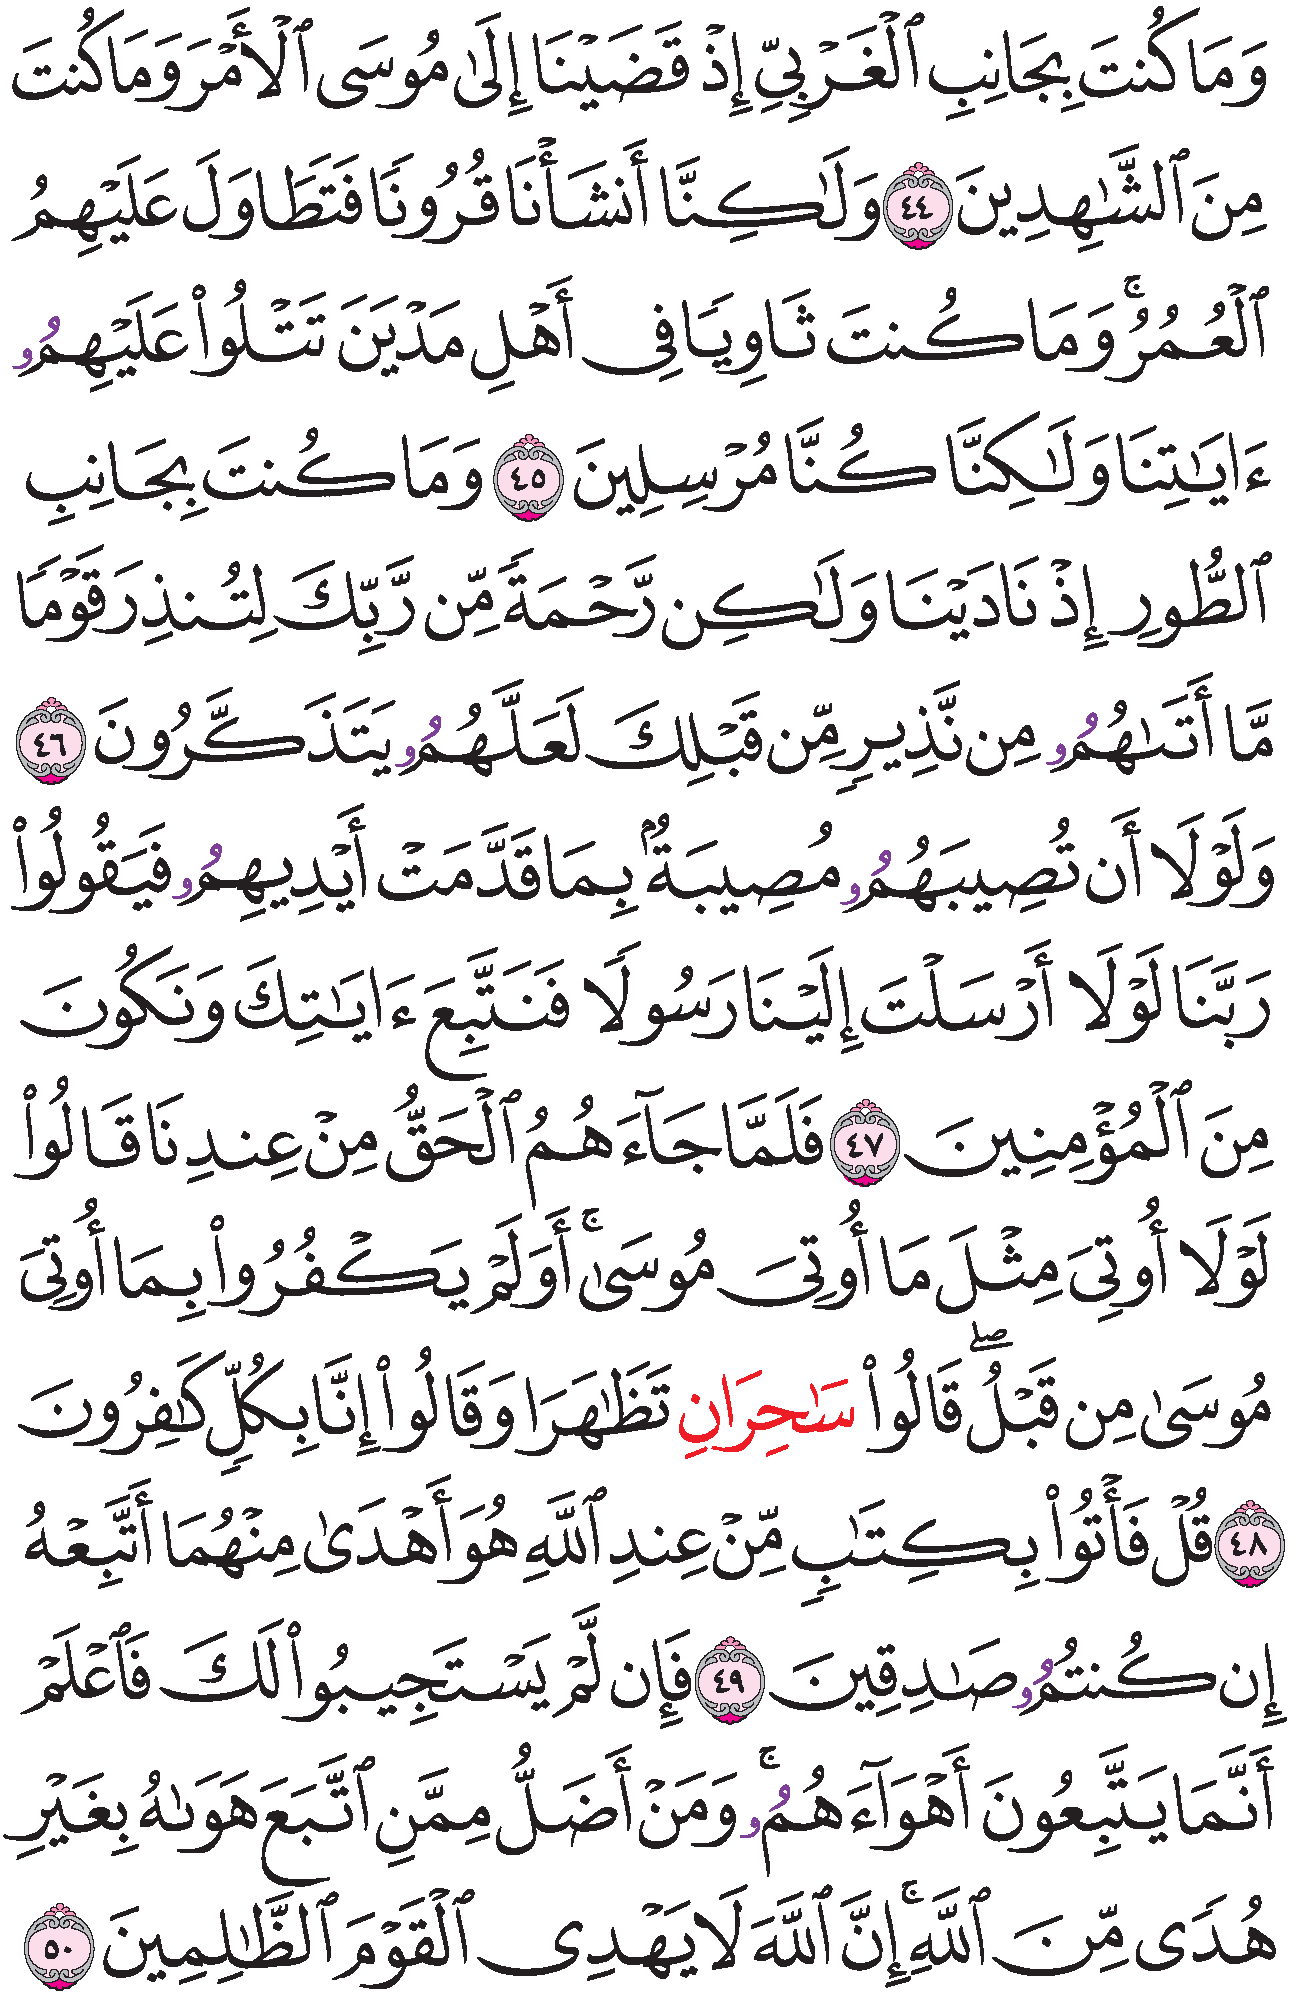 وَمَا كُنتَ بِجَانِبِ ٱلْغَرْبِيِّ إِذْ قَضَيْنَا إِلَىٰ مُوسَى ٱلْأَمْرَ وَمَا كُنتَ
مِنَ ٱلشَّٰهِدِينَ ٤٤ وَلَٰكِنَّا أَنشَأْنَا قُرُونًا فَتَطَاوَلَ عَلَيْهِمُ
ٱلْعُمُرُ ۚ وَمَا كُنتَ ثَاوِيًا فِى أَهْلِ مَدْيَنَ تَتْلُوا۟ عَلَيْهِمُۥ
ءَايَٰتِنَا وَلَٰكِنَّا كُنَّا مُرْسِلِينَ ٤٥ وَمَا كُنتَ بِجَانِبِ
ٱلطُّورِ إِذْ نَادَيْنَا وَلَٰكِن رَّحْمَةً مِّن رَّبِّكَ لِتُنذِرَ قَوْمًا
مَّا أَتَىٰهُمُۥ مِن نَّذِيرٍ مِّن قَبْلِكَ لَعَلَّهُمُۥ يَتَذَكَّرُونَ ٤٦
وَلَوْلَا أَن تُصِيبَهُمُۥ مُصِيبَةٌۢ بِمَا قَدَّمَتْ أَيْدِيهِمُۥ فَيَقُولُوا۟
رَبَّنَا لَوْلَا أَرْسَلْتَ إِلَيْنَا رَسُولًا فَنَتَّبِعَ ءَايَٰتِكَ وَنَكُونَ
مِنَ ٱلْمُؤْمِنِينَ ٤٧ فَلَمَّا جَآءَهُمُ ٱلْحَقُّ مِنْ عِندِنَا قَالُوا۟
لَوْلَا أُوتِىَ مِثْلَ مَا أُوتِىَ مُوسَىٰ ۚ أَوَلَمْ يَكْفُرُوا۟ بِمَا أُوتِىَ
مُوسَىٰ مِن قَبْلُ ۖ قَالُوا۟ سَٰحِرَانِ تَظَٰهَرَا وَقَالُوا۟ إِنَّا بِكُلٍّ كَٰفِرُونَ
٤٨ قُلْ فَأْتُوا۟ بِكِتَٰبٍ مِّنْ عِندِ ٱللَّهِ هُوَ أَهْدَىٰ مِنْهُمَا أَتَّبِعْهُ
إِن كُنتُمُۥ صَٰدِقِينَ ٤٩ فَإِن لَّمْ يَسْتَجِيبُوا۟ لَكَ فَٱعْلَمْ
أَنَّمَا يَتَّبِعُونَ أَهْوَآءَهُمُۥ ۚ وَمَنْ أَضَلُّ مِمَّنِ ٱتَّبَعَ هَوَىٰهُ بِغَيْرِ
هُدًى مِّنَ ٱللَّهِ ۚ إِنَّ ٱللَّهَ لَا يَهْدِى ٱلْقَوْمَ ٱلظَّٰلِمِينَ ٥٠